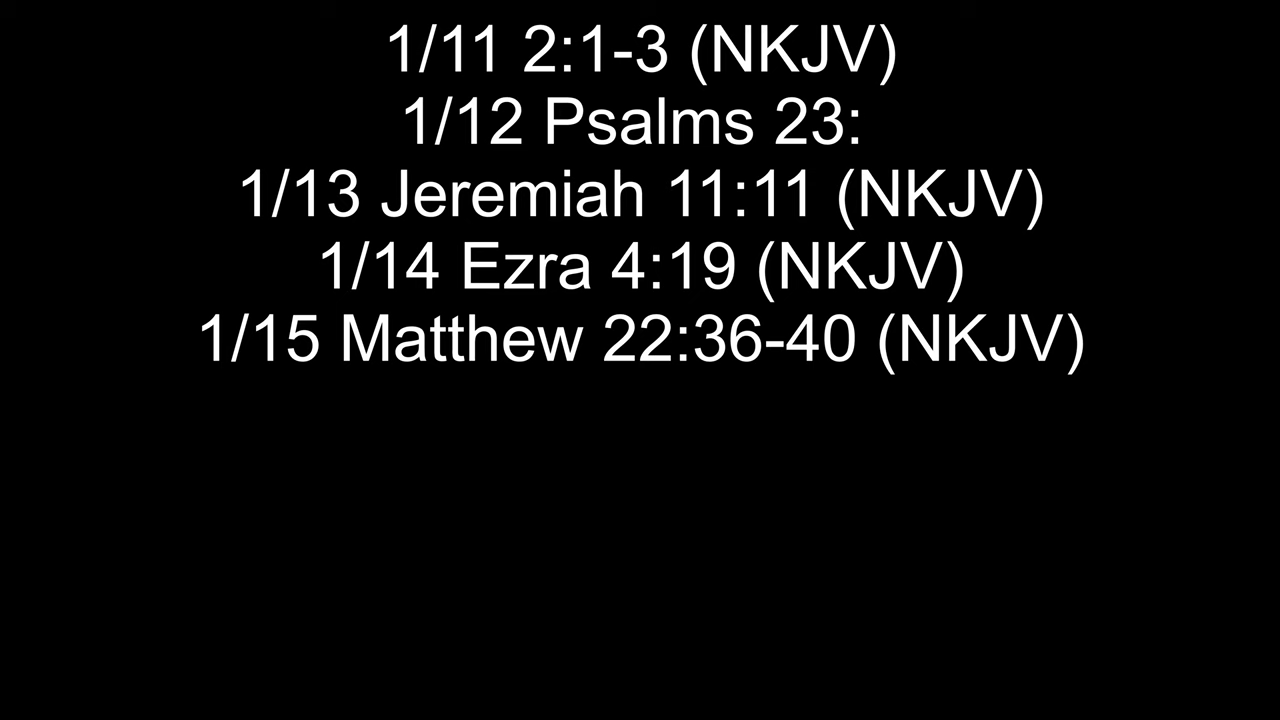 1/11 2:1-3 (NKJV)
1/12 Psalms 23:
1/13 Jeremiah 11:11 (NKJV)
1/14 Ezra 4:19 (NKJV)
1/15 Matthew 22:36-40 (NKJV)